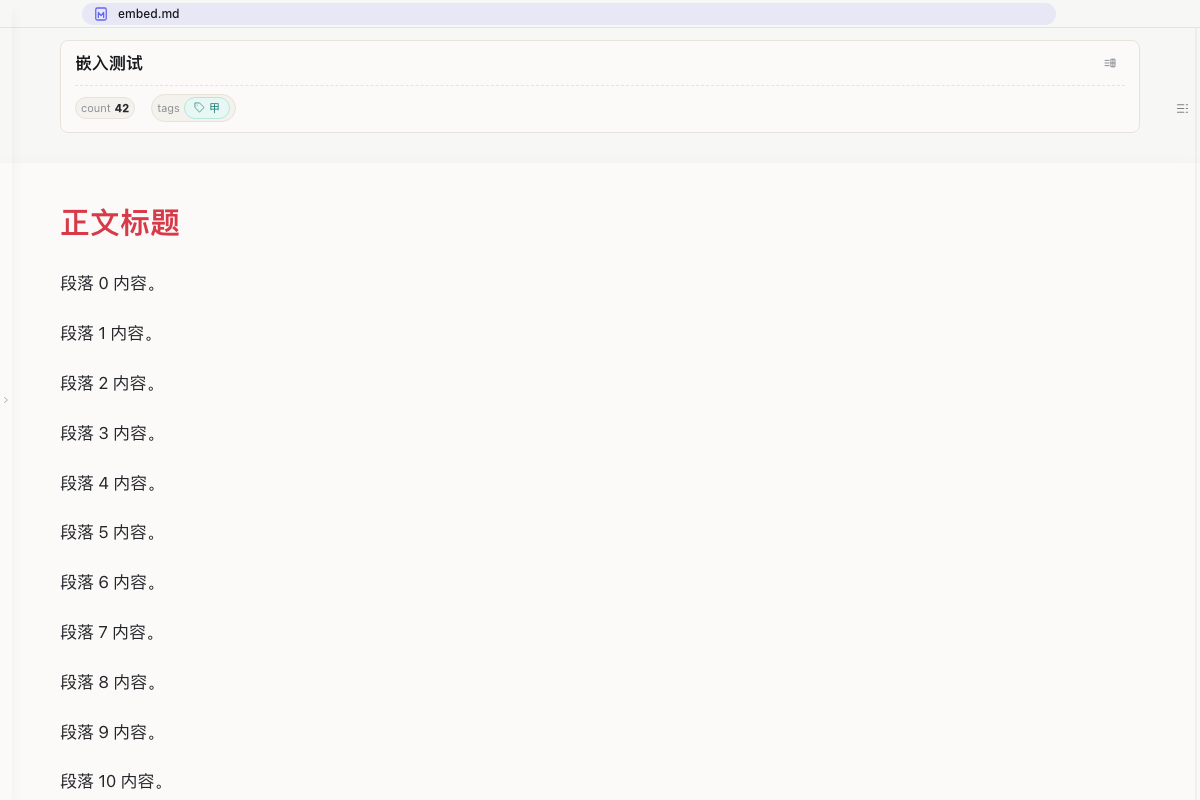 embed.md
嵌入测试
count 42 tags 甲
正文标题
段落 0 内容。
段落 1 内容。
段落 2 内容。
段落 3 内容。
段落 4 内容。
段落 5 内容。
段落 6 内容。
段落 7 内容。
段落 8 内容。
段落 9 内容。
段落 10 内容。